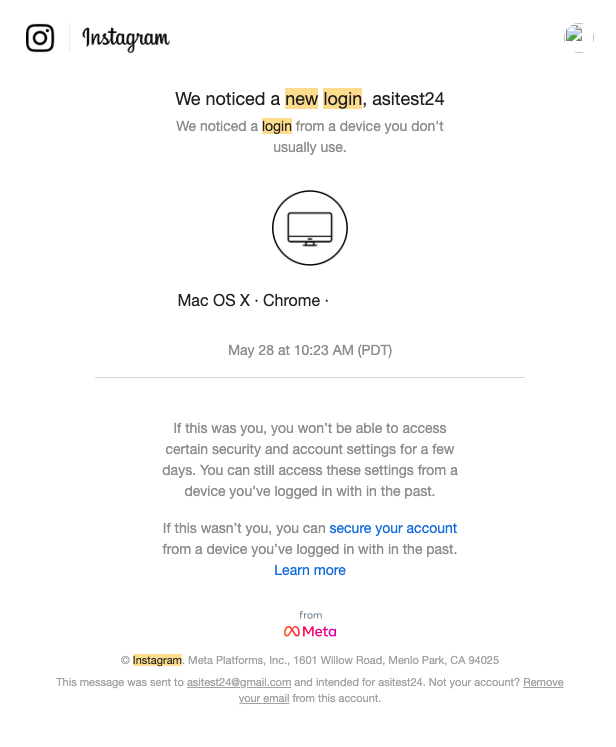 Instagram
We noticed a new login, asitest24
We noticed a login from a device you don't
usually use.
Mac OS X · Chrome ·
May 28 at 10:23 AM (PDT)
If this was you, you won’t be able to access
certain security and account settings for a few
days. You can still access these settings from a
device you’ve logged in with in the past.
If this wasn’t you, you can secure your account
from a device you’ve logged in with in the past.
Learn more
from
Meta
© Instagram. Meta Platforms, Inc., 1601 Willow Road, Menlo Park, CA 94025
This message was sent to asitest24@gmail.com and intended for asitest24. Not your account? Remove
your email from this account.